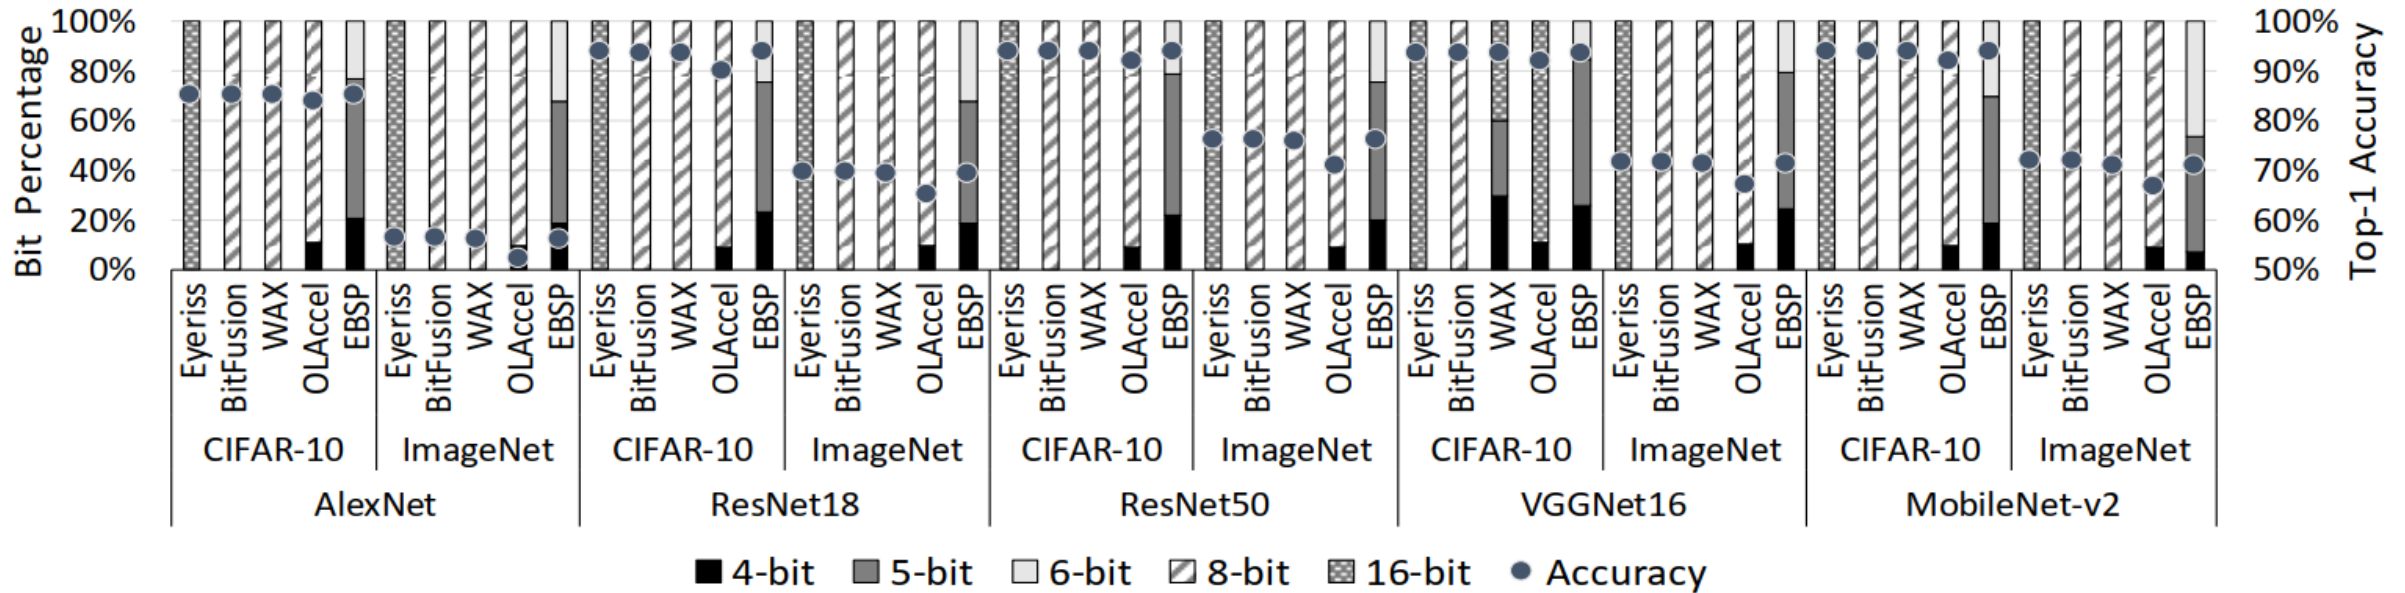 Bit Percentage
100%
80%
60%
40%
20%
0%
100%
90%
80%
70%
60%
50%
Top-1 Accuracy
Eyeriss
BitFusion
WAX
OLAccel
EBSP
Eyeriss
BitFusion
WAX
OLAccel
EBSP
Eyeriss
BitFusion
WAX
OLAccel
EBSP
Eyeriss
BitFusion
WAX
OLAccel
EBSP
Eyeriss
BitFusion
WAX
OLAccel
EBSP
Eyeriss
BitFusion
WAX
OLAccel
EBSP
Eyeriss
BitFusion
WAX
OLAccel
EBSP
Eyeriss
BitFusion
WAX
OLAccel
EBSP
Eyeriss
BitFusion
WAX
OLAccel
EBSP
Eyeriss
BitFusion
WAX
OLAccel
EBSP
CIFAR-10 ImageNet CIFAR-10 ImageNet CIFAR-10 ImageNet CIFAR-10 ImageNet CIFAR-10 ImageNet
AlexNet ResNet18 ResNet50 VGGNet16 MobileNet-v2
4-bit 5-bit 6-bit 8-bit 16-bit Accuracy